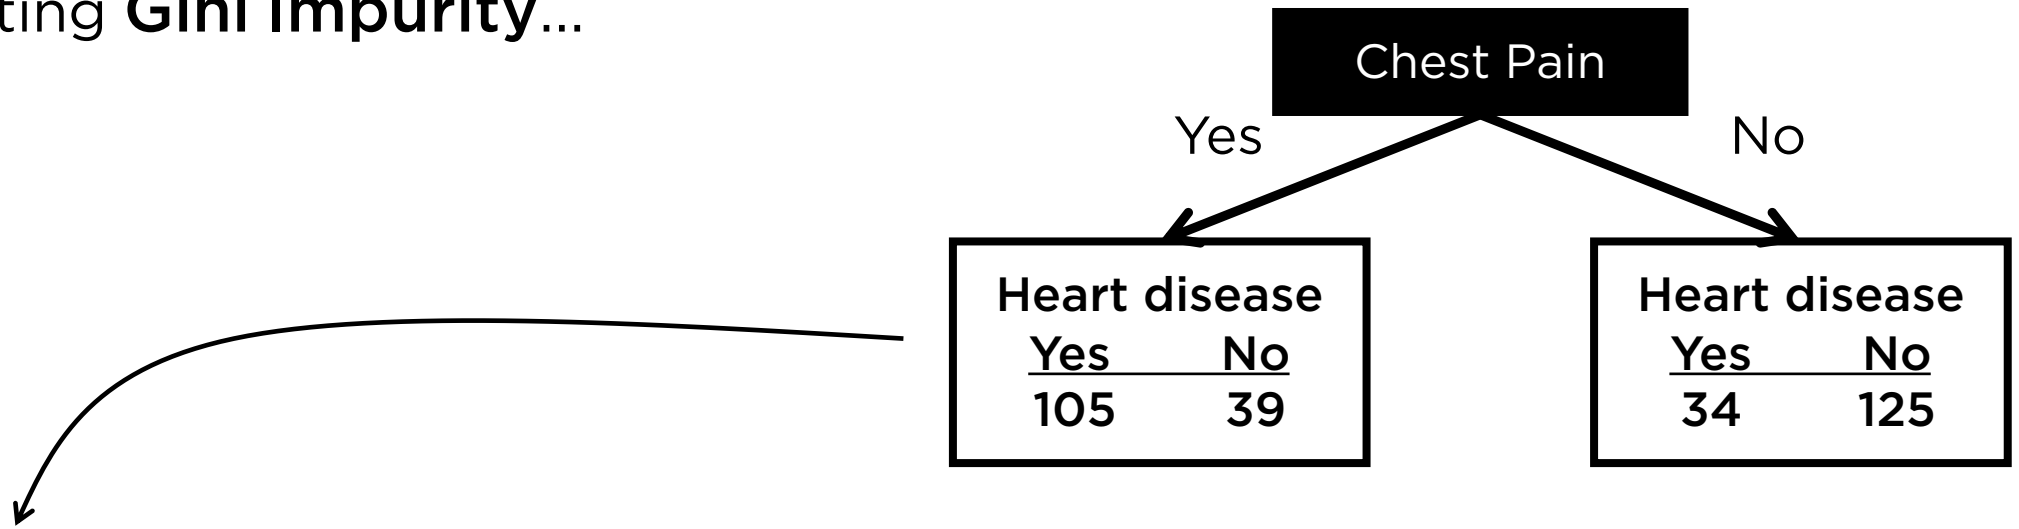 ting Gini Impurity...
Chest Pain
Yes No
Heart disease
Yes No
105 39
Heart disease
Yes No
34 125